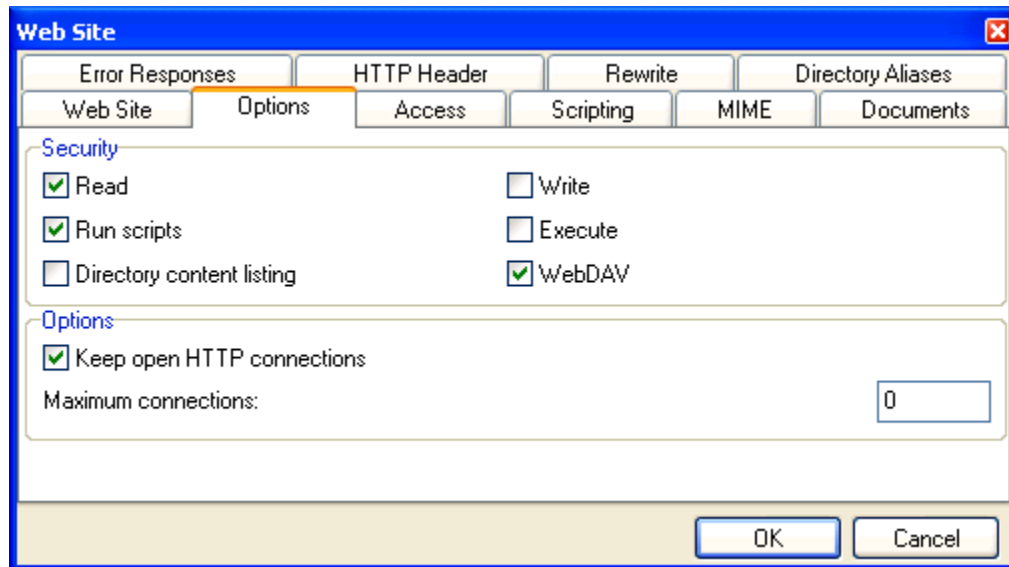 Web Site
Error Responses HTTP Header Rewrite Directory Aliases
Web Site Options Access Scripting MIME Documents
Security
Read Write
Run scripts Execute
Directory content listing WebDAV
Options
Keep open HTTP connections
Maximum connections: 0
OK Cancel